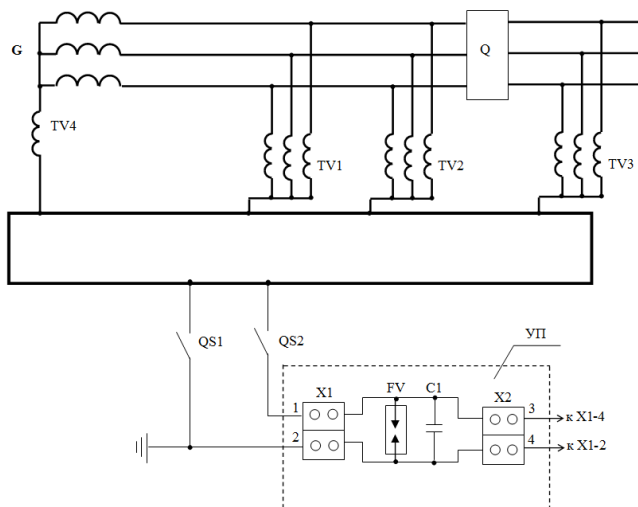 G
Q
TV4
TV1
TV2
TV3
QS1
QS2
УП
X1
FV
C1
X2
1
3
к X1-4
2
4
к X1-2